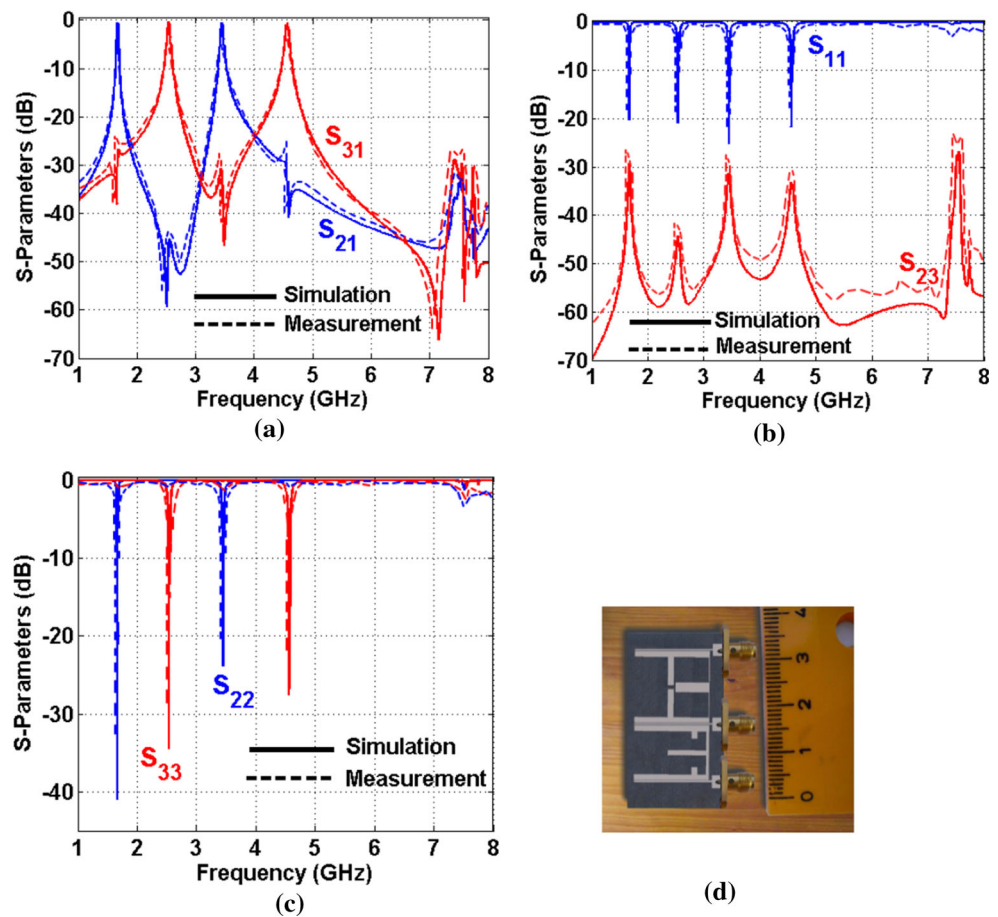 0
-10
-20
-30
-40
-50
-60
-70
S-Parameters (dB)
S31
S21
Simulation
Measurement
1 2 3 4 5 6 7 8
Frequency (GHz)
(a)
0
-10
-20
-30
-40
-50
-60
-70
S-Parameters (dB)
S11
S23
Simulation
Measurement
1 2 3 4 5 6 7 8
Frequency (GHz)
(b)
0
-10
-20
-30
-40
S-Parameters (dB)
S22
S33
Simulation
Measurement
1 2 3 4 5 6 7 8
Frequency (GHz)
(c)
4
3
2
1
0
(d)